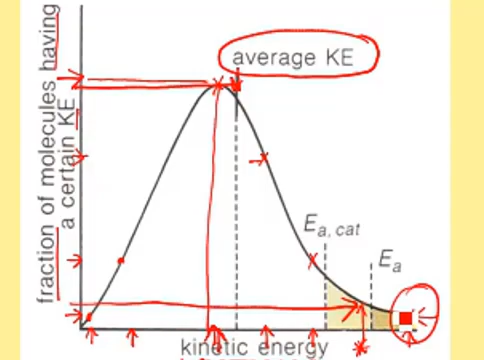 average KE
fraction of molecules having
a certain KE
Ea, cat
Ea
kinetic energy